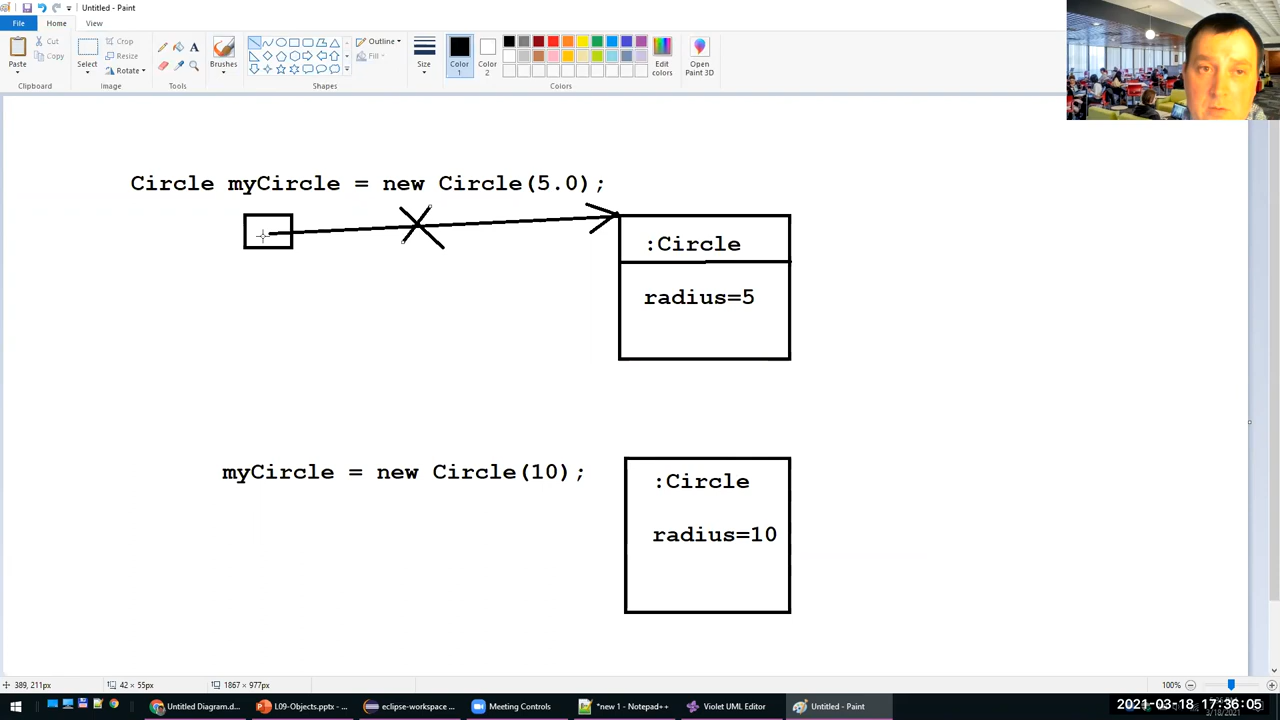 Untitled - Paint
File Home View
Paste
Cut
Copy
Clipboard
Select
Crop
Resize
Rotate
Image
Tools
Brushes
Outline
Fill
Shapes
Size
Color 1
Color 2
Colors
Edit colors
Open Paint 3D
Circle myCircle = new Circle(5.0);
:Circle
radius=5
myCircle = new Circle(10);
:Circle
radius=10
389, 211px
42 × 55px
1867 × 977px
100%
Untitled Diagram.d...
L09-Objects.pptx - ...
eclipse-workspace ...
Meeting Controls
*new 1 - Notepad++
Violet UML Editor
Untitled - Paint
2021-03-18 17:36:05
3/18/2021